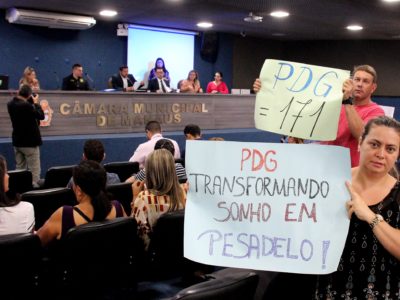 CÂMARA MUNICIPAL
DE MANAUS
PDG
= 171
PDG
TRANSFORMANDO
SONHO EM
PESADELO!